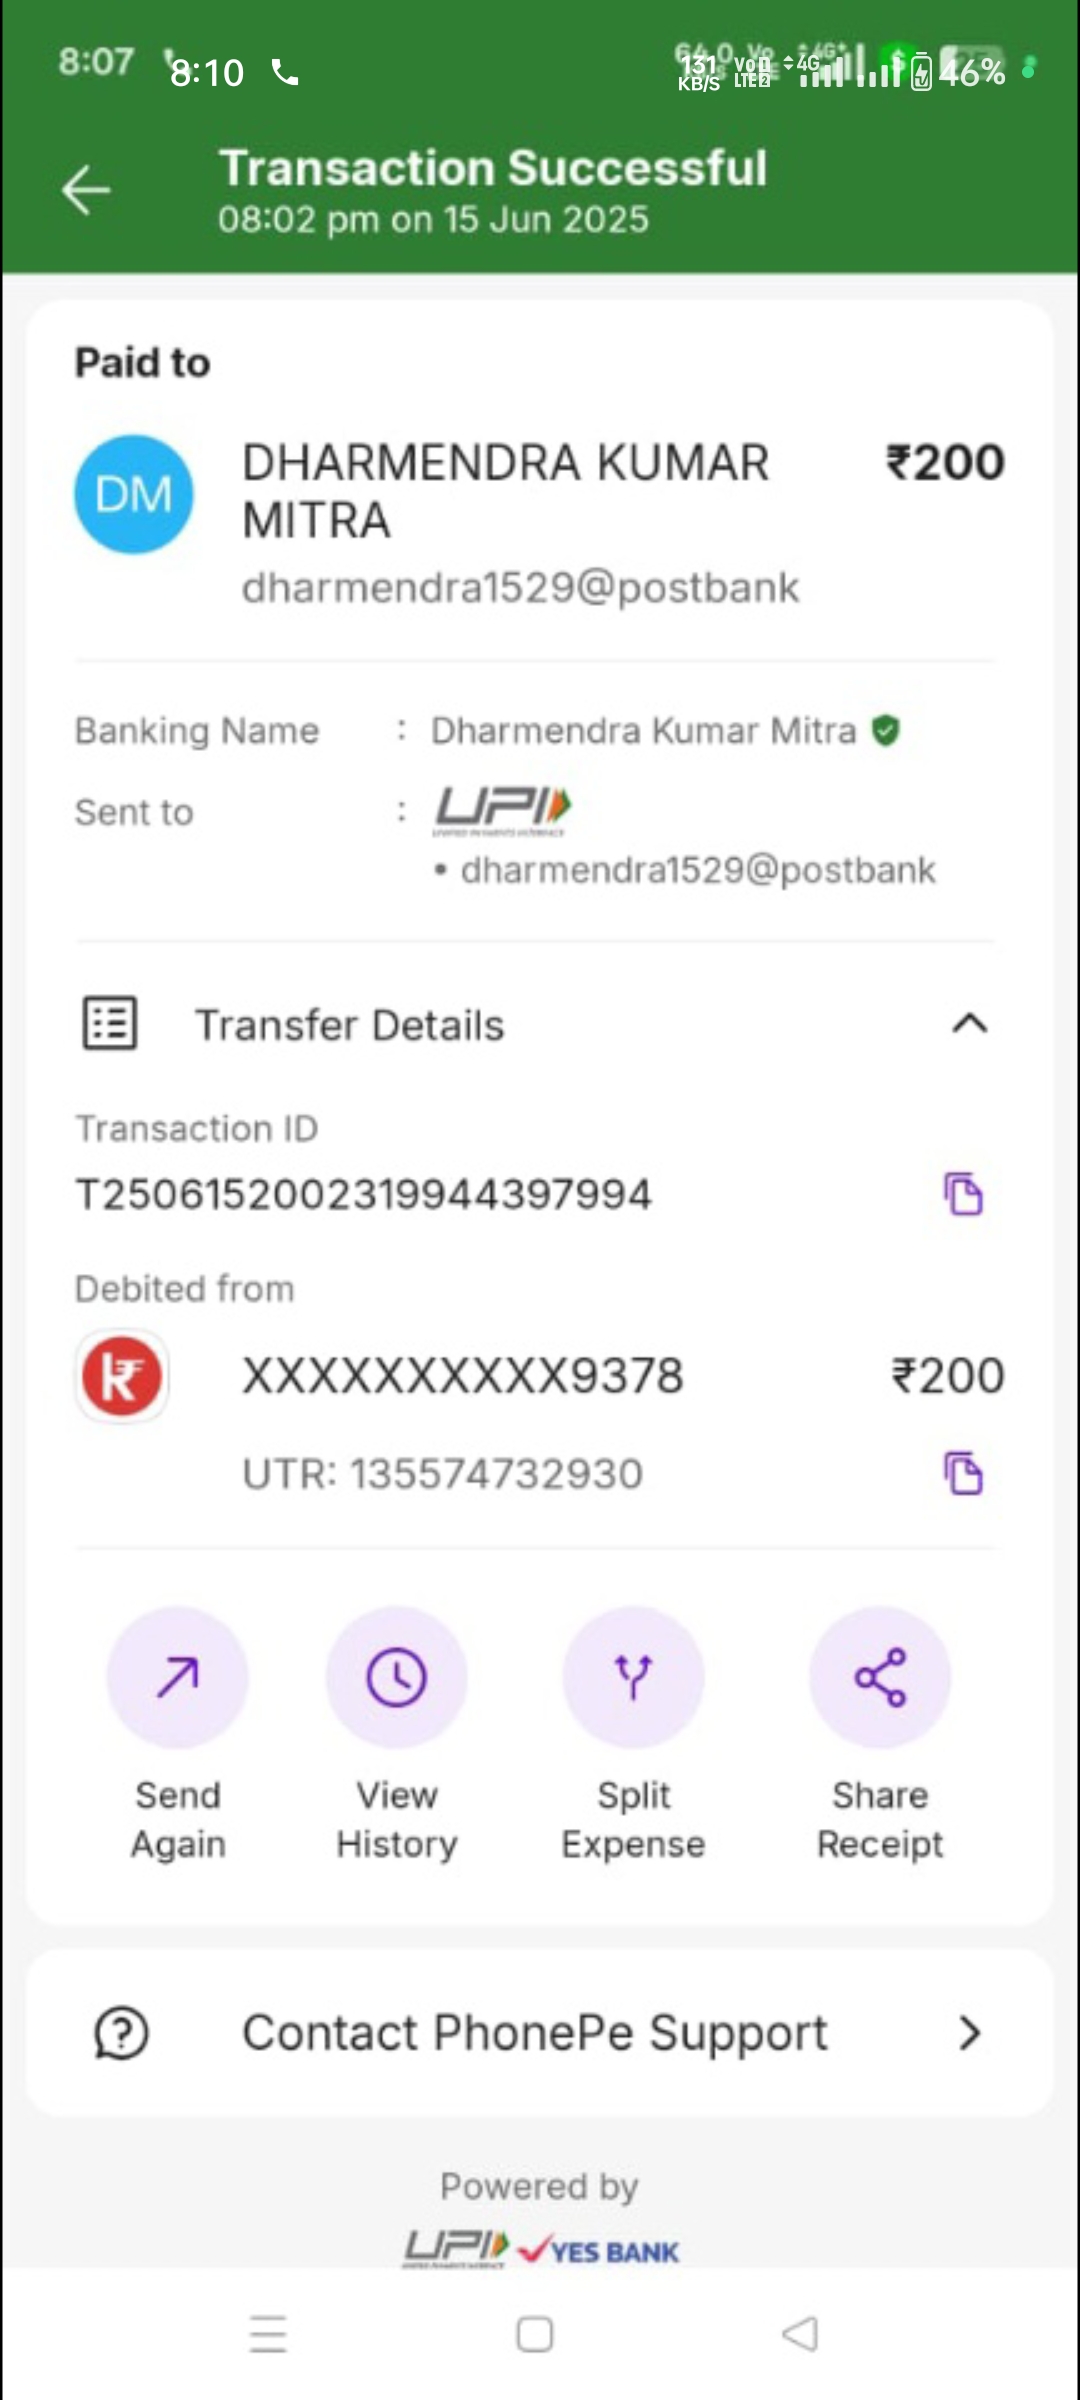 8:07
8:10
131
KB/S
4G
46%
Transaction Successful
08:02 pm on 15 Jun 2025
Paid to
DM
DHARMENDRA KUMAR
MITRA
₹200
dharmendra1529@postbank
Banking Name : Dharmendra Kumar Mitra
Sent to : UPI
• dharmendra1529@postbank
Transfer Details
Transaction ID
T2506152002319944397994
Debited from
XXXXXXXXXX9378 ₹200
UTR: 135574732930
Send Again
View History
Split Expense
Share Receipt
Contact PhonePe Support
Powered by
UPI YES BANK